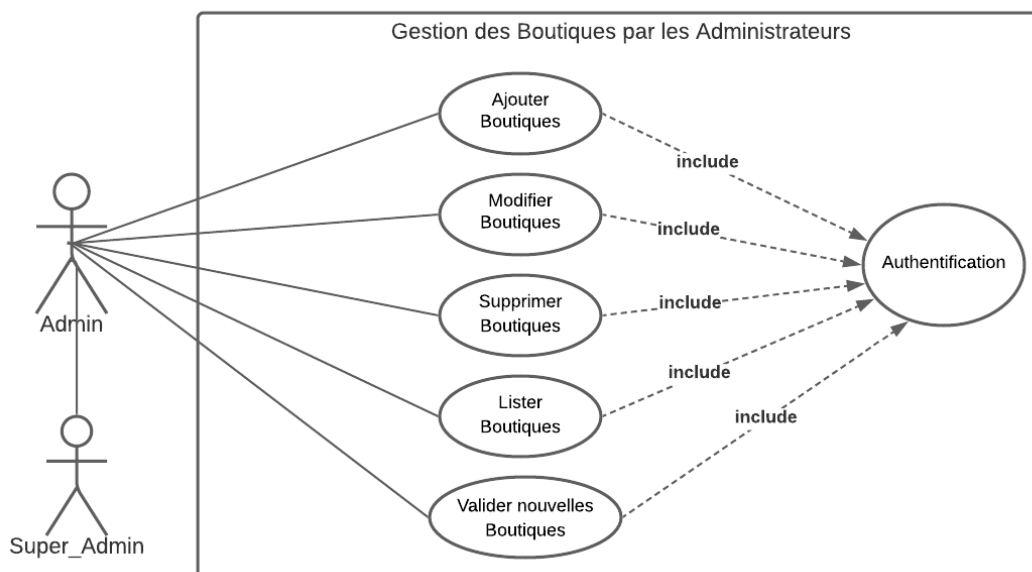 Gestion des Boutiques par les Administrateurs
Ajouter
Boutiques
include
Modifier
Boutiques
include
Authentification
Supprimer
Boutiques
include
Admin
Lister
Boutiques
include
include
Valider nouvelles
Boutiques
Super_Admin